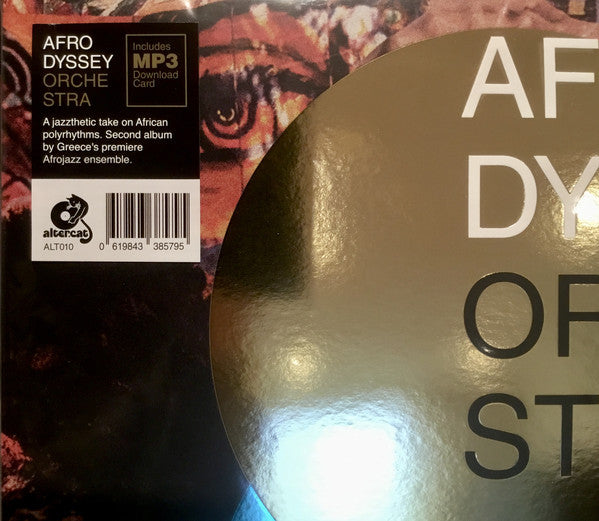 AFRO
DYSSEY
ORCHE
STRA
Includes
MP3
Download
Card
A jazzthetic take on African
polyrhythms. Second album
by Greece's premiere
Afrojazz ensemble.
altercat
ALT010
0 619843 385795
AF
DY
OR
ST